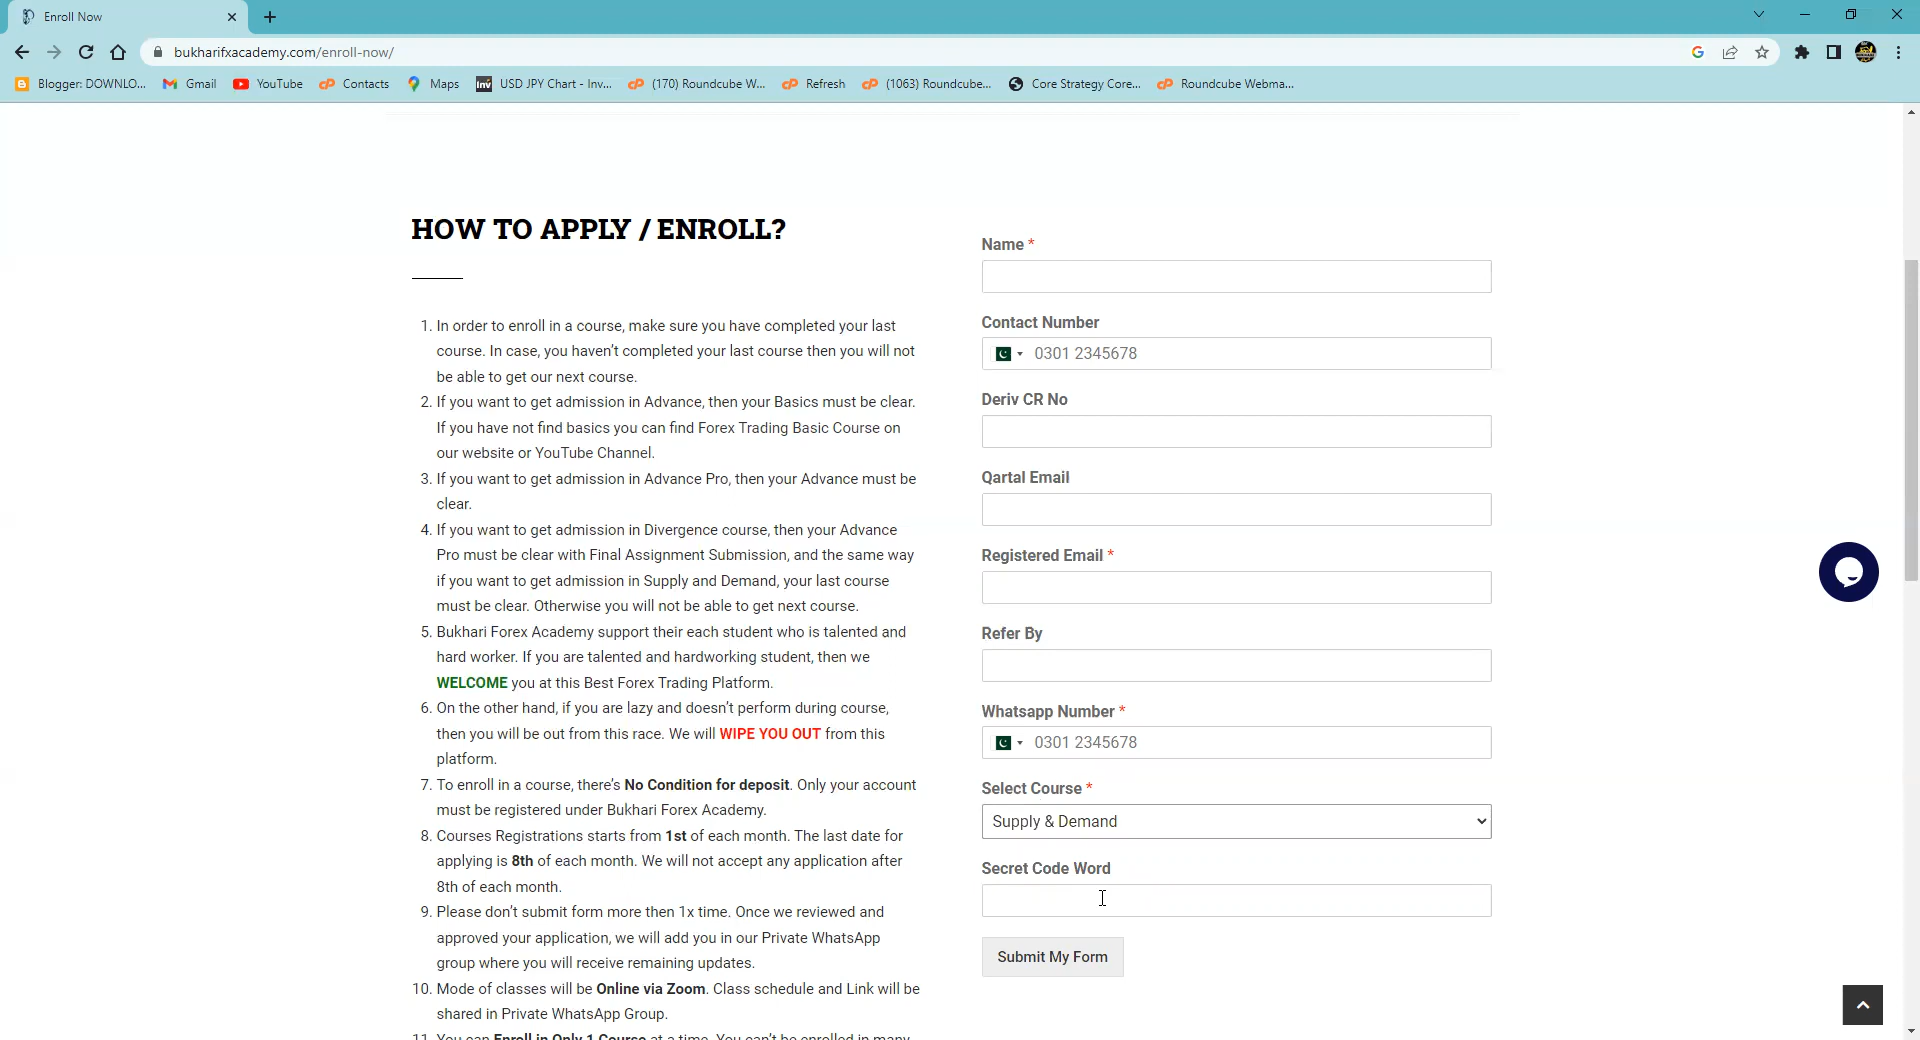 Enroll Now
bukharifxacademy.com/enroll-now/
Blogger: DOWNLO...
Gmail
YouTube
Contacts
Maps
USD JPY Chart - Inv...
(170) Roundcube W...
Refresh
(1063) Roundcube...
Core Strategy Core...
Roundcube Webma...
HOW TO APPLY / ENROLL?
1. In order to enroll in a course, make sure you have completed your last
course. In case, you haven't completed your last course then you will not
be able to get our next course.
2. If you want to get admission in Advance, then your Basics must be clear.
If you have not find basics you can find Forex Trading Basic Course on
our website or YouTube Channel.
3. If you want to get admission in Advance Pro, then your Advance must be
clear.
4. If you want to get admission in Divergence course, then your Advance
Pro must be clear with Final Assignment Submission, and the same way
if you want to get admission in Supply and Demand, your last course
must be clear. Otherwise you will not be able to get next course.
5. Bukhari Forex Academy support their each student who is talented and
hard worker. If you are talented and hardworking student, then we
WELCOME you at this Best Forex Trading Platform.
6. On the other hand, if you are lazy and doesn't perform during course,
then you will be out from this race. We will WIPE YOU OUT from this
platform.
7. To enroll in a course, there's No Condition for deposit. Only your account
must be registered under Bukhari Forex Academy.
8. Courses Registrations starts from 1st of each month. The last date for
applying is 8th of each month. We will not accept any application after
8th of each month.
9. Please don't submit form more then 1x time. Once we reviewed and
approved your application, we will add you in our Private WhatsApp
group where you will receive remaining updates.
10. Mode of classes will be Online via Zoom. Class schedule and Link will be
shared in Private WhatsApp Group.
11. You can Enroll in Only 1 Course at a time. You can't be enrolled in many
Name *
Contact Number
0301 2345678
Deriv CR No
Qartal Email
Registered Email *
Refer By
Whatsapp Number *
0301 2345678
Select Course *
Supply & Demand
Secret Code Word
Submit My Form